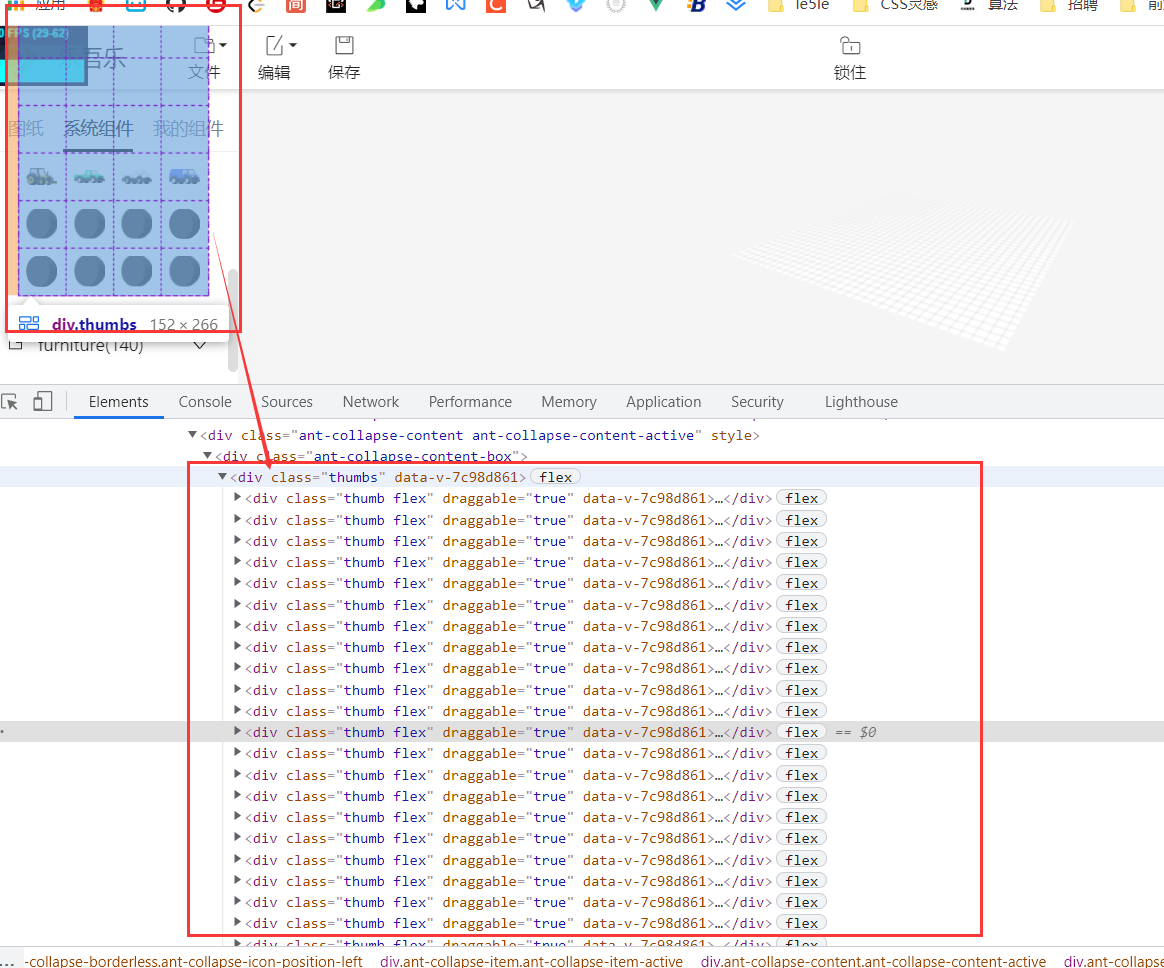 应用
Te5Ie
CSS灵感
算法
招聘
前
FPS (29-62)
吾乐
文件
编辑
保存
锁住
图纸
系统组件
我的组件
div.thumbs 152 × 266
furniture(140)
Elements Console Sources Network Performance Memory Application Security Lighthouse
<div class="ant-collapse-content ant-collapse-content-active" style>
<div class="ant-collapse-content-box">
<div class="thumbs" data-v-7c98d861> flex
<div class="thumb flex" draggable="true" data-v-7c98d861>…</div> flex
<div class="thumb flex" draggable="true" data-v-7c98d861>…</div> flex
<div class="thumb flex" draggable="true" data-v-7c98d861>…</div> flex
<div class="thumb flex" draggable="true" data-v-7c98d861>…</div> flex
<div class="thumb flex" draggable="true" data-v-7c98d861>…</div> flex
<div class="thumb flex" draggable="true" data-v-7c98d861>…</div> flex
<div class="thumb flex" draggable="true" data-v-7c98d861>…</div> flex
<div class="thumb flex" draggable="true" data-v-7c98d861>…</div> flex
<div class="thumb flex" draggable="true" data-v-7c98d861>…</div> flex
<div class="thumb flex" draggable="true" data-v-7c98d861>…</div> flex
<div class="thumb flex" draggable="true" data-v-7c98d861>…</div> flex
<div class="thumb flex" draggable="true" data-v-7c98d861>…</div> flex == $0
<div class="thumb flex" draggable="true" data-v-7c98d861>…</div> flex
<div class="thumb flex" draggable="true" data-v-7c98d861>…</div> flex
<div class="thumb flex" draggable="true" data-v-7c98d861>…</div> flex
<div class="thumb flex" draggable="true" data-v-7c98d861>…</div> flex
<div class="thumb flex" draggable="true" data-v-7c98d861>…</div> flex
<div class="thumb flex" draggable="true" data-v-7c98d861>…</div> flex
<div class="thumb flex" draggable="true" data-v-7c98d861>…</div> flex
<div class="thumb flex" draggable="true" data-v-7c98d861>…</div> flex
<div class="thumb flex" draggable="true" data-v-7c98d861>…</div> flex
<div class="thumb flex" draggable="true" data-v-7c98d861>…</div> flex
... -collapse-borderless.ant-collapse-icon-position-left div.ant-collapse-item.ant-collapse-item-active div.ant-collapse-content.ant-collapse-content-active div.ant-collapse